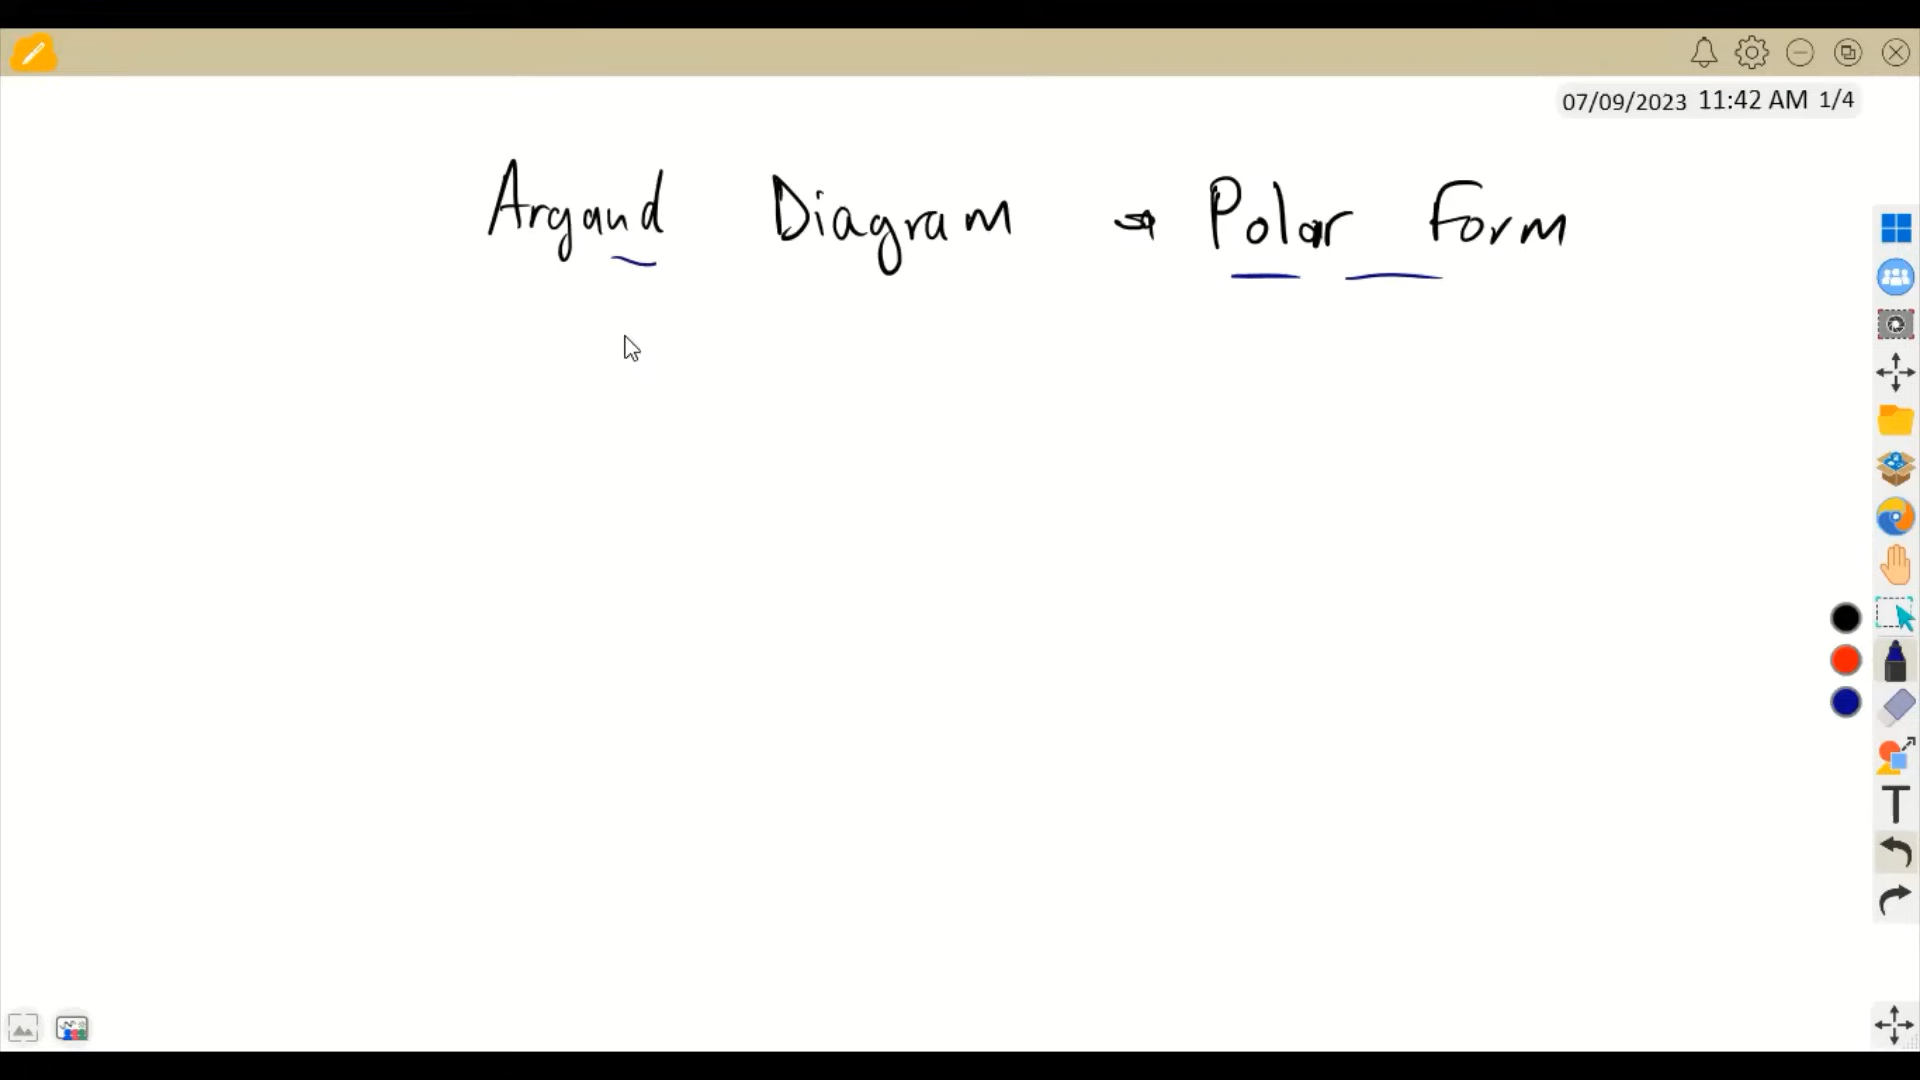 07/09/2023 11:42 AM 1/4
Argand Diagram → Polar Form
T